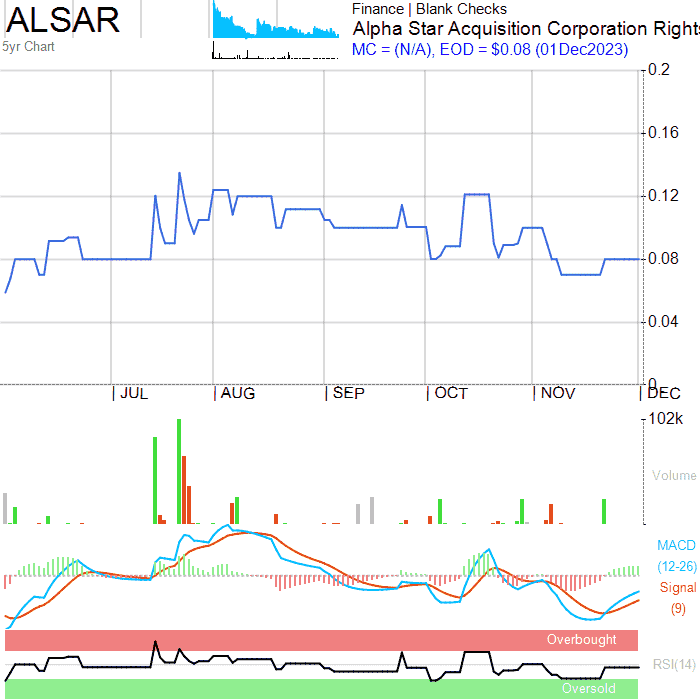 ALSAR
5yr Chart
Finance | Blank Checks
Alpha Star Acquisition Corporation Rights
MC = (N/A), EOD = $0.08 (01Dec2023)
0.2
0.16
0.12
0.08
0.04
0
JUL AUG SEP OCT NOV DEC
102k
Volume
MACD
(12-26)
Signal
(9)
Overbought
RSI(14)
Oversold